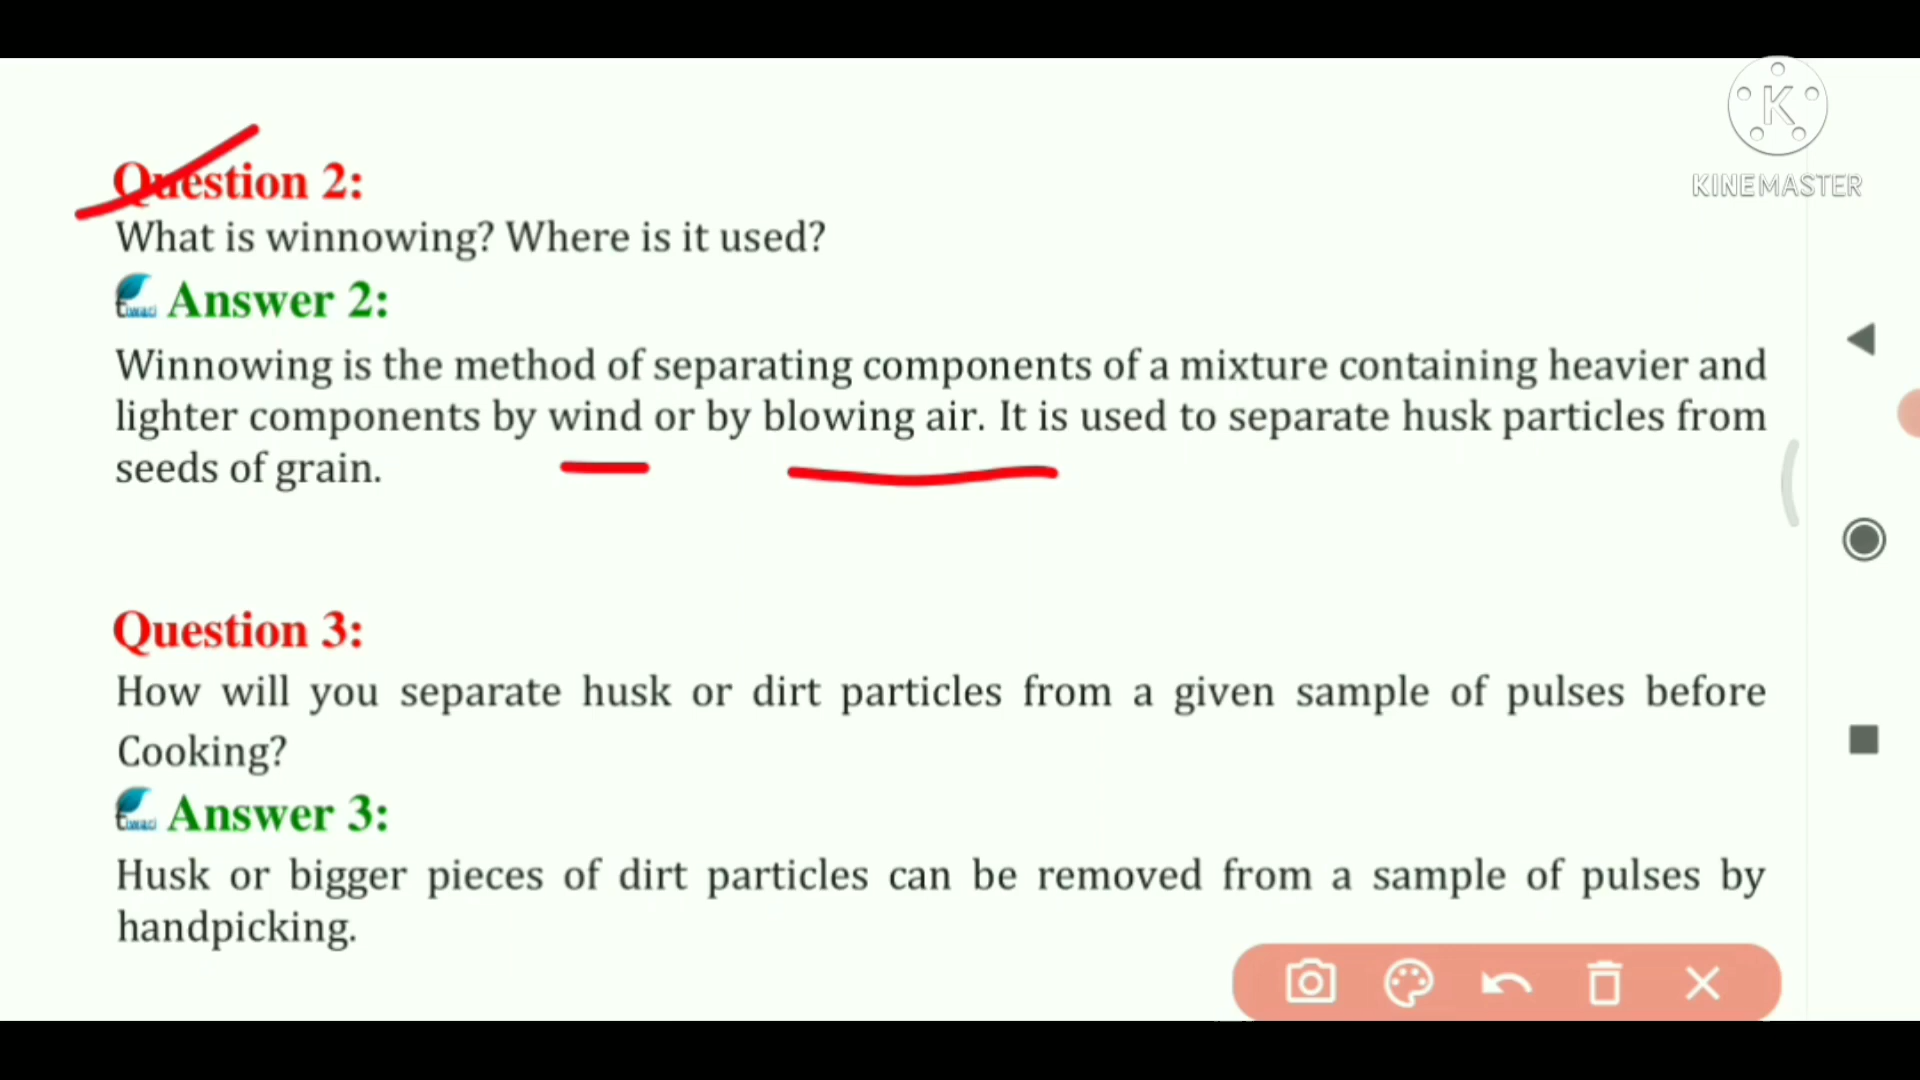 KINEMASTER
Question 2:
What is winnowing? Where is it used?
Answer 2:
Winnowing is the method of separating components of a mixture containing heavier and
lighter components by wind or by blowing air. It is used to separate husk particles from
seeds of grain.
Question 3:
How will you separate husk or dirt particles from a given sample of pulses before
Cooking?
Answer 3:
Husk or bigger pieces of dirt particles can be removed from a sample of pulses by
handpicking.